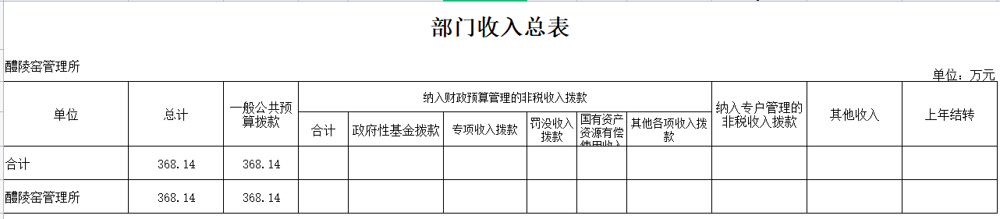 部门收入总表
醴陵窑管理所
单位：万元
单位
总计
一般公共预
算拨款
纳入财政预算管理的非税收入拨款
合计
政府性基金拨款
专项收入拨款
罚没收入
拨款
国有资产
资源有偿
使用收入
其他各项收入拨
款
纳入专户管理的
非税收入拨款
其他收入
上年结转
合计
368.14
368.14
醴陵窑管理所
368.14
368.14